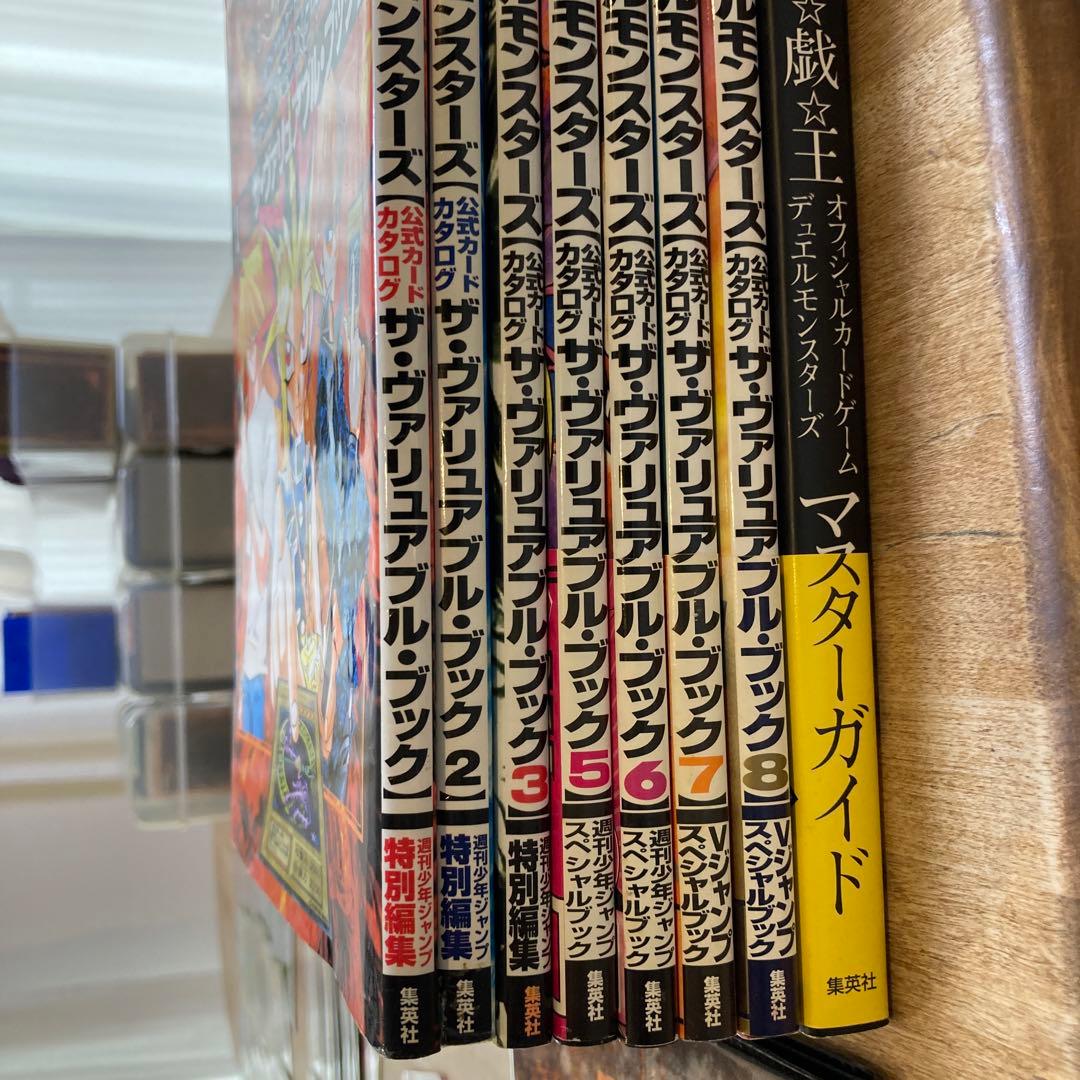 ンスターズ
公式カード
カタログ
ザ・ヴァリュアブル・ブック
週刊少年ジャンプ
特別編集
集英社
ンスターズ
公式カード
カタログ
ザ・ヴァリュアブル・ブック2
週刊少年ジャンプ
特別編集
集英社
モンスターズ
公式カード
カタログ
ザ・ヴァリュアブル・ブック3
週刊少年ジャンプ
特別編集
集英社
モンスターズ
公式カード
カタログ
ザ・ヴァリュアブル・ブック5
週刊少年ジャンプ
スペシャルブック
集英社
モンスターズ
公式カード
カタログ
ザ・ヴァリュアブル・ブック6
週刊少年ジャンプ
スペシャルブック
集英社
モンスターズ
公式カード
カタログ
ザ・ヴァリュアブル・ブック7
Vジャンプ
スペシャルブック
集英社
ルモンスターズ
公式カード
カタログ
ザ・ヴァリュアブル・ブック8
Vジャンプ
スペシャルブック
集英社
☆戯☆王
オフィシャルカードゲーム
デュエルモンスターズ
マスターガイド
集英社